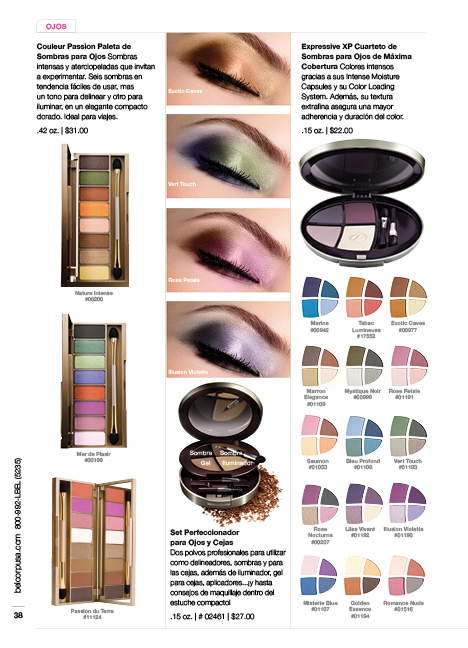 OJOS
Couleur Passion Paleta de
Sombras para Ojos Sombras
intensas y aterciopeladas que invitan
a experimentar. Seis sombras en
tendencia fáciles de usar, mas
un tono para delinear y otro para
iluminar, en un elegante compacto
dorado. Ideal para viajes.
.42 oz. | $31.00
Nature Intense
#06200
Mer de Plasir
#06199
Passion du Terre
#11124
Exotic Caves
Vert Touch
Rose Petale
Illusion Violette
Sombra
Sombra
Gel
Iluminador
Set Perfeccionador
para Ojos y Cejas
Dos polvos profesionales para utilizar
como delineadores, sombras y para
las cejas, además de iluminador, gel
para cejas, aplicadores...¡y hasta
consejos de maquillaje dentro del
estuche compacto!
.15 oz. | # 02461 | $27.00
Expressive XP Cuarteto de
Sombras para Ojos de Máxima
Cobertura Colores intensos
gracias a sus Intense Moisture
Capsules y su Color Loading
System. Además, su textura
extrafina asegura una mayor
adherencia y duración del color.
.15 oz. | $22.00
Marine
#00942
Tabac
Lumineuse
#17552
Exotic Caves
#00977
Marron
Elegance
#01109
Mystique Noir
#00999
Rose Petale
#01191
Saumon
#01053
Bleu Profond
#01108
Vert Touch
#01193
Rose
Nocturne
#00207
Lilas Vivant
#01192
Illusion Violette
Misterie Blue
#01107
Golden
Essence
#01194
Romance Nude
#01515
belcorpusa.com 800-992-LBEL (5235)
38